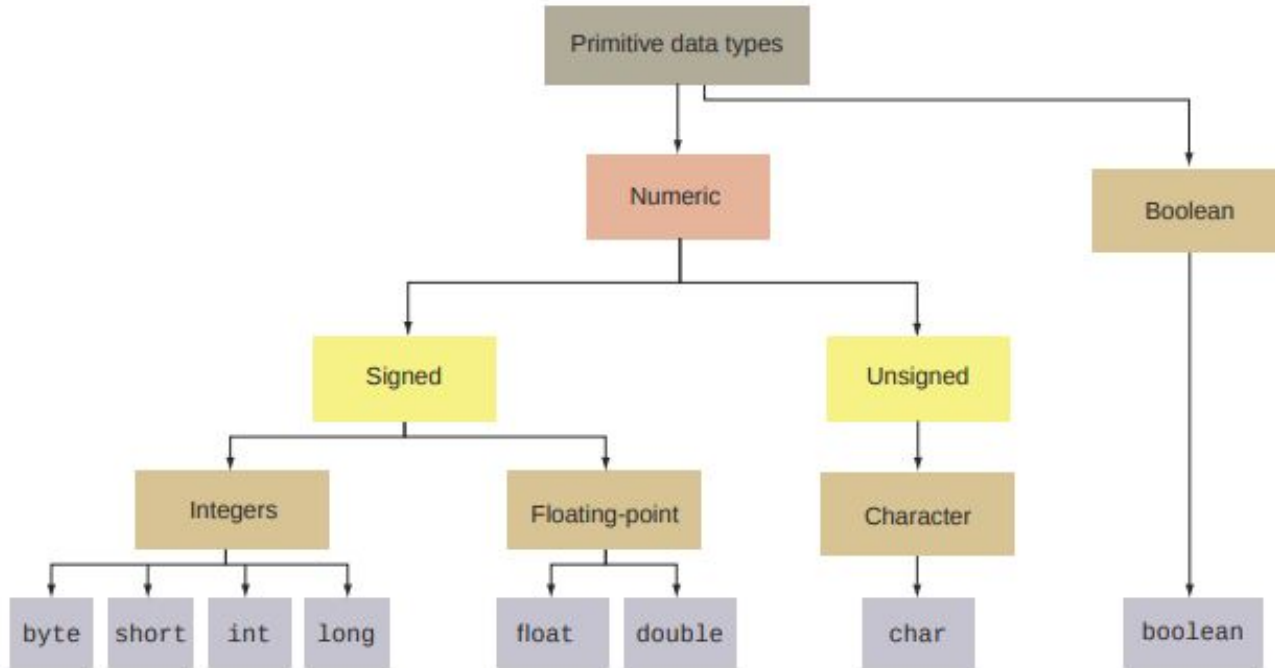 Primitive data types
Numeric
Boolean
Signed
Unsigned
Integers
Floating-point
Character
byte
short
int
long
float
double
char
boolean